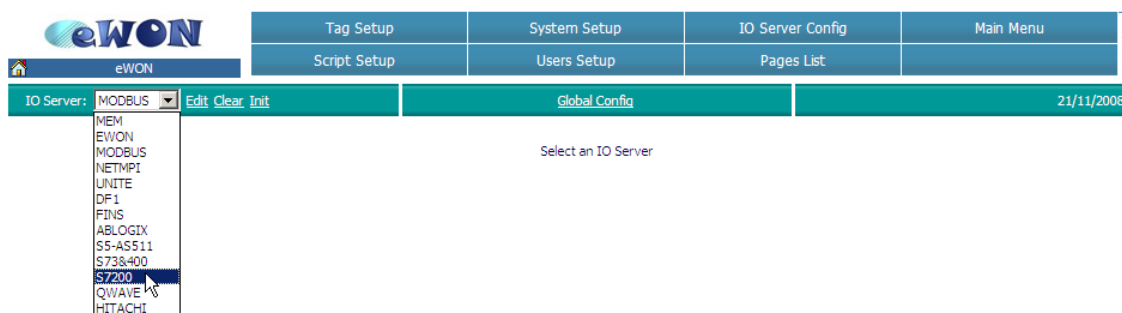 eWON
Tag Setup
System Setup
IO Server Config
Main Menu
Script Setup
Users Setup
Pages List
eWON
IO Server: MODBUS Edit Clear Init
Global Config
21/11/2008
MEM
EWON
MODBUS
NETMPI
UNITE
DF1
FINS
ABLOGIX
S5-AS511
S73&400
S7200
QWAVE
HITACHI
Select an IO Server